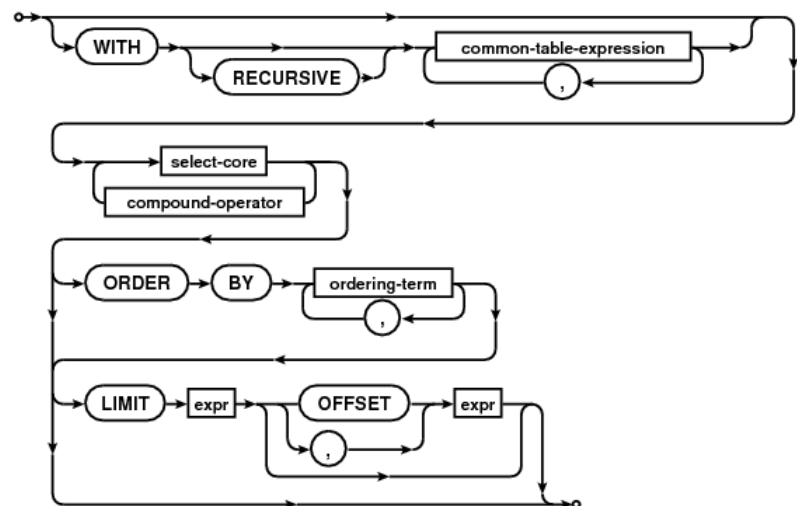 WITH
RECURSIVE
common-table-expression
,
select-core
compound-operator
ORDER BY ordering-term
,
LIMIT expr OFFSET expr
,